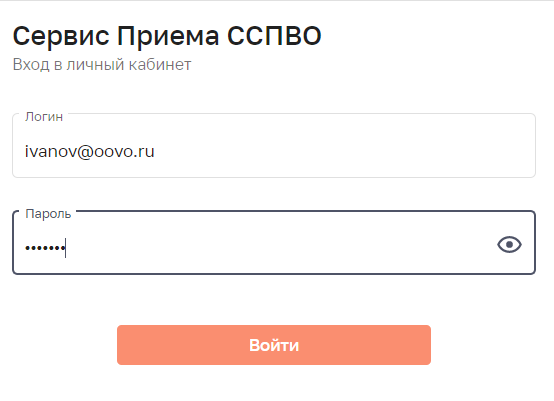 Сервис Приема ССПВО
Вход в личный кабинет
Логин
ivanov@oovo.ru
Пароль
•••••••
Войти